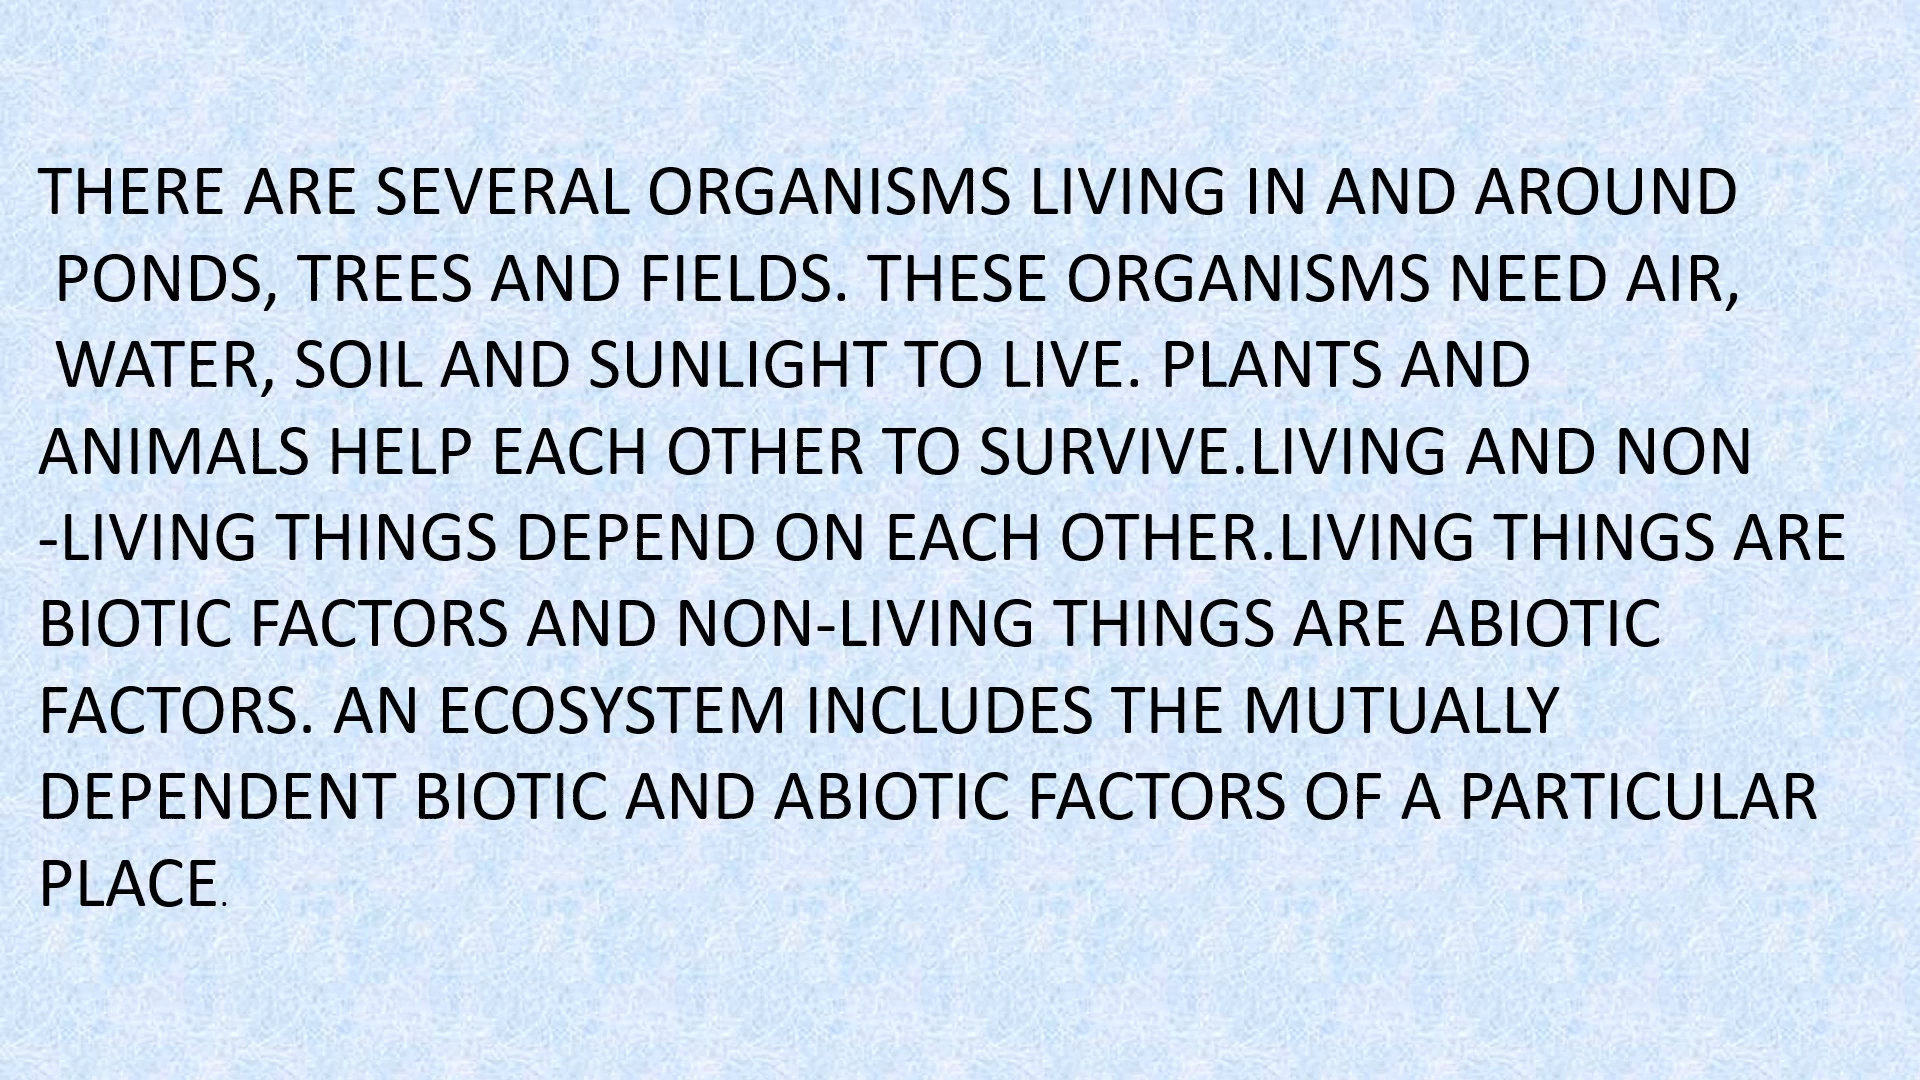 THERE ARE SEVERAL ORGANISMS LIVING IN AND AROUND
PONDS, TREES AND FIELDS. THESE ORGANISMS NEED AIR,
WATER, SOIL AND SUNLIGHT TO LIVE. PLANTS AND
ANIMALS HELP EACH OTHER TO SURVIVE.LIVING AND NON
-LIVING THINGS DEPEND ON EACH OTHER.LIVING THINGS ARE
BIOTIC FACTORS AND NON-LIVING THINGS ARE ABIOTIC
FACTORS. AN ECOSYSTEM INCLUDES THE MUTUALLY
DEPENDENT BIOTIC AND ABIOTIC FACTORS OF A PARTICULAR
PLACE.